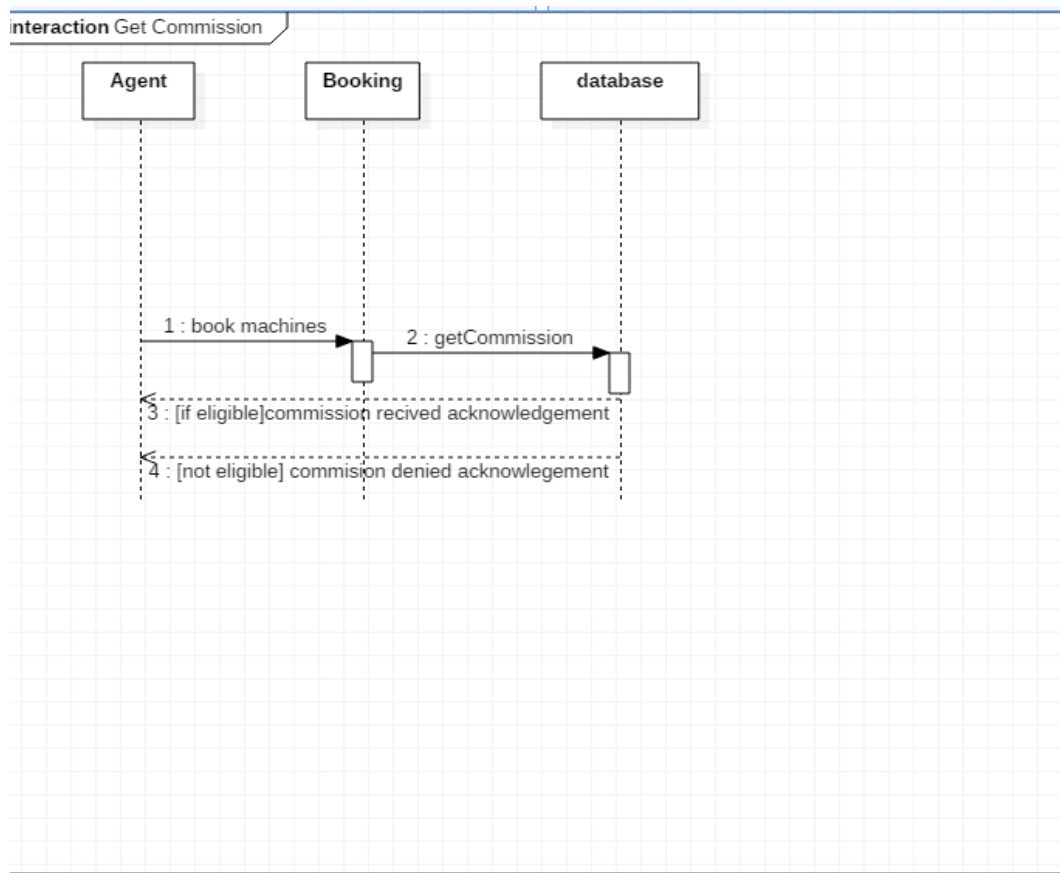 interaction Get Commission
Agent
Booking
database
1 : book machines
2 : getCommission
3 : [if eligible]commission recived acknowledgement
4 : [not eligible] commision denied acknowlegement